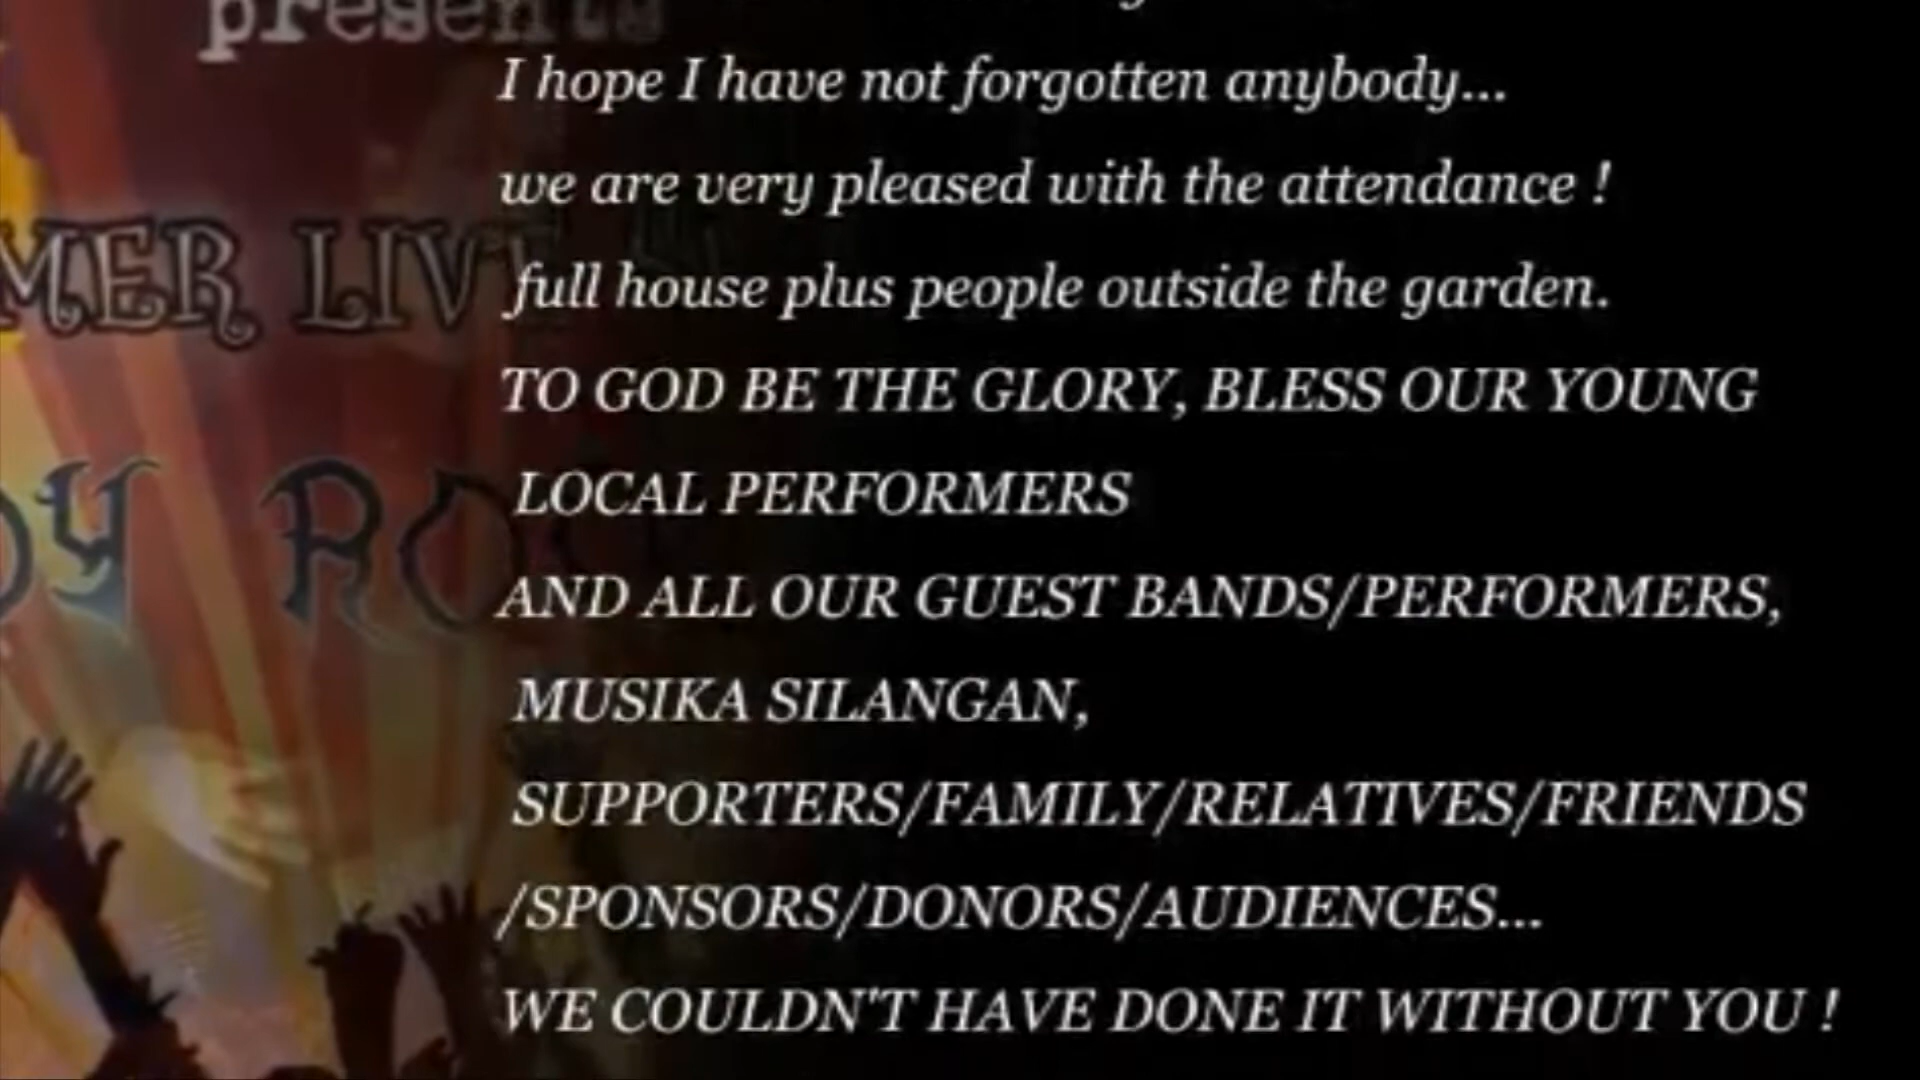 presents
I hope I have not forgotten anybody...
we are very pleased with the attendance !
full house plus people outside the garden.
TO GOD BE THE GLORY, BLESS OUR YOUNG
LOCAL PERFORMERS
AND ALL OUR GUEST BANDS/PERFORMERS,
MUSIKA SILANGAN,
SUPPORTERS/FAMILY/RELATIVES/FRIENDS
/SPONSORS/DONORS/AUDIENCES...
WE COULDN'T HAVE DONE IT WITHOUT YOU !